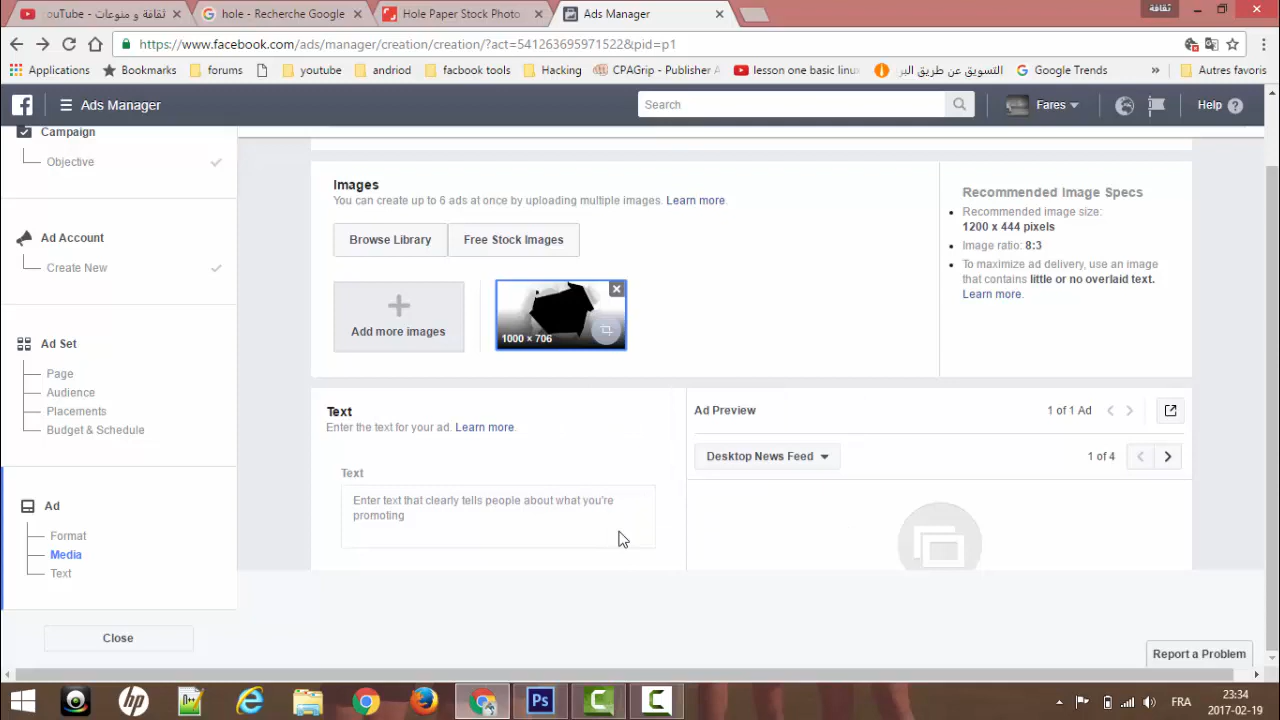 ثقافة و منوعات - YouTube
hole - Recherche Google
Hole Paper Stock Photo
Ads Manager
ثقافة
https://www.facebook.com/ads/manager/creation/creation/?act=541263695971522&pid=p1
Applications
Bookmarks
forums
youtube
andriod
facbook tools
Hacking
CPAGrip - Publisher
lesson one basic linux
التسويق عن طريق البر
Google Trends
»
Autres favoris
Ads Manager
Search
Fares
Help
Campaign
Objective
Ad Account
Create New
Ad Set
Page
Audience
Placements
Budget & Schedule
Ad
Format
Media
Text
Close
Images
You can create up to 6 ads at once by uploading multiple images. Learn more.
Browse Library
Free Stock Images
Add more images
1000 × 706
Recommended Image Specs
Recommended image size:
1200 x 444 pixels
Image ratio: 8:3
To maximize ad delivery, use an image
that contains little or no overlaid text.
Learn more.
Text
Enter the text for your ad. Learn more.
Text
Enter text that clearly tells people about what you're
promoting
Ad Preview
1 of 1 Ad
Desktop News Feed
1 of 4
Report a Problem
hp
Ps
FRA
23:34
2017-02-19